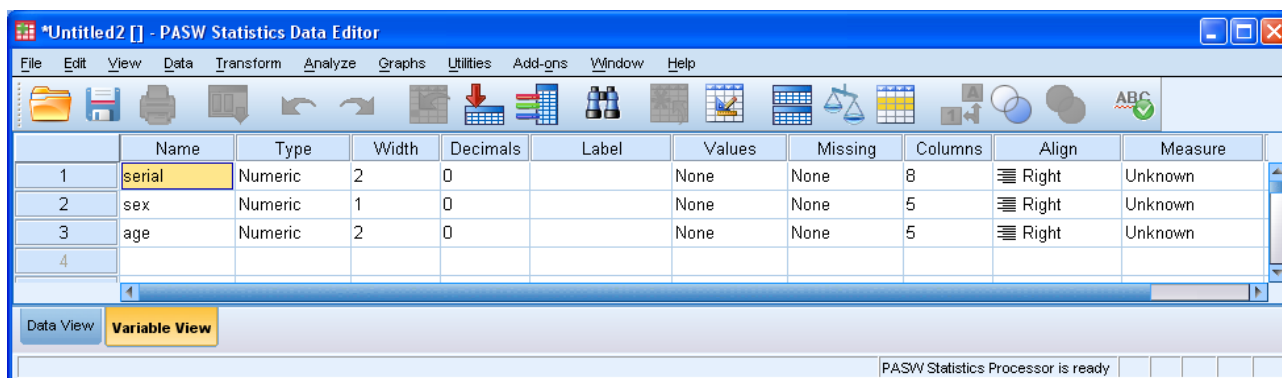 *Untitled2 [] - PASW Statistics Data Editor
File Edit View Data Transform Analyze Graphs Utilities Add-ons Window Help
A
1
ABC
Name Type Width Decimals Label Values Missing Columns Align Measure
1 serial Numeric 2 0 None None 8 Right Unknown
2 sex Numeric 1 0 None None 5 Right Unknown
3 age Numeric 2 0 None None 5 Right Unknown
4
Data View Variable View
PASW Statistics Processor is ready